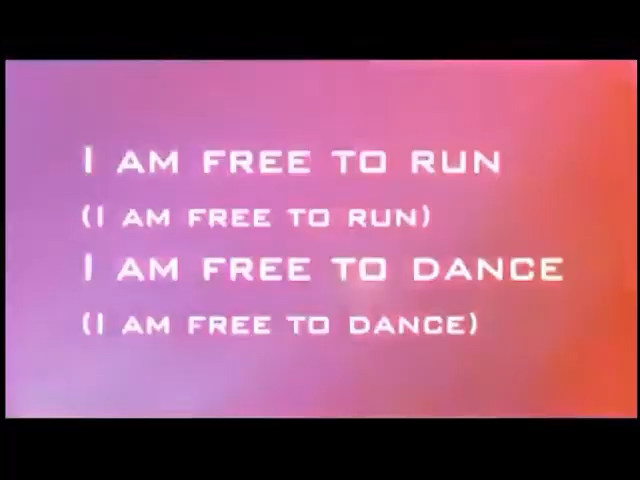 I AM FREE TO RUN
(I AM FREE TO RUN)
I AM FREE TO DANCE
(I AM FREE TO DANCE)